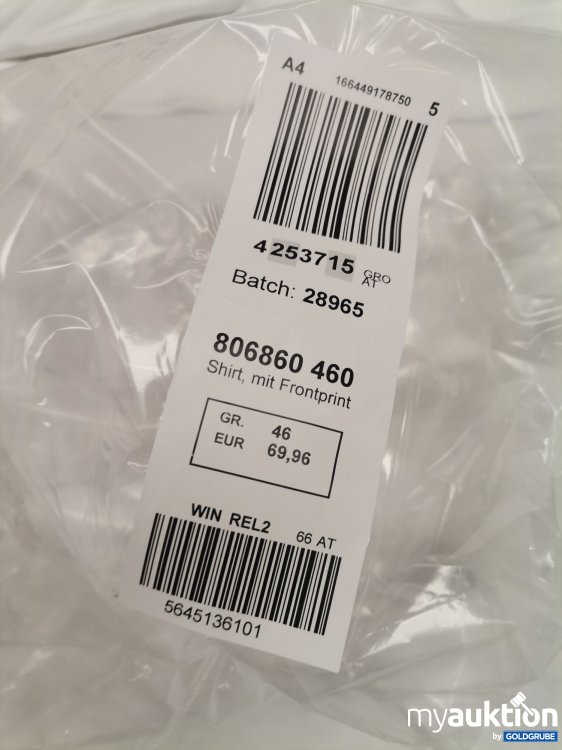 A4 166449178750 5
4253715 GRO
AT
Batch: 28965
806860 460
Shirt, mit Frontprint
GR. 46
EUR 69,96
WIN REL2 66 AT
5645136101
myauktion
by GOLDGRUBE